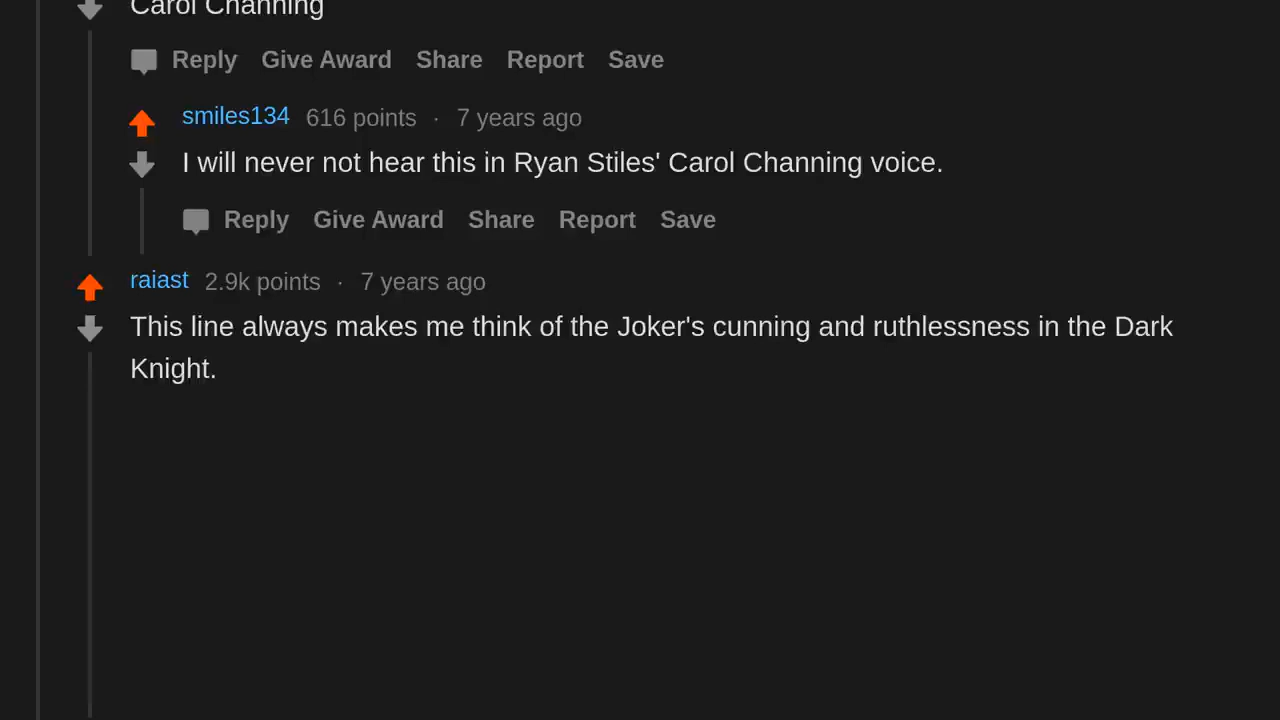 Carol Channing
Reply Give Award Share Report Save
smiles134 616 points · 7 years ago
I will never not hear this in Ryan Stiles' Carol Channing voice.
Reply Give Award Share Report Save
raiast 2.9k points · 7 years ago
This line always makes me think of the Joker's cunning and ruthlessness in the Dark
Knight.